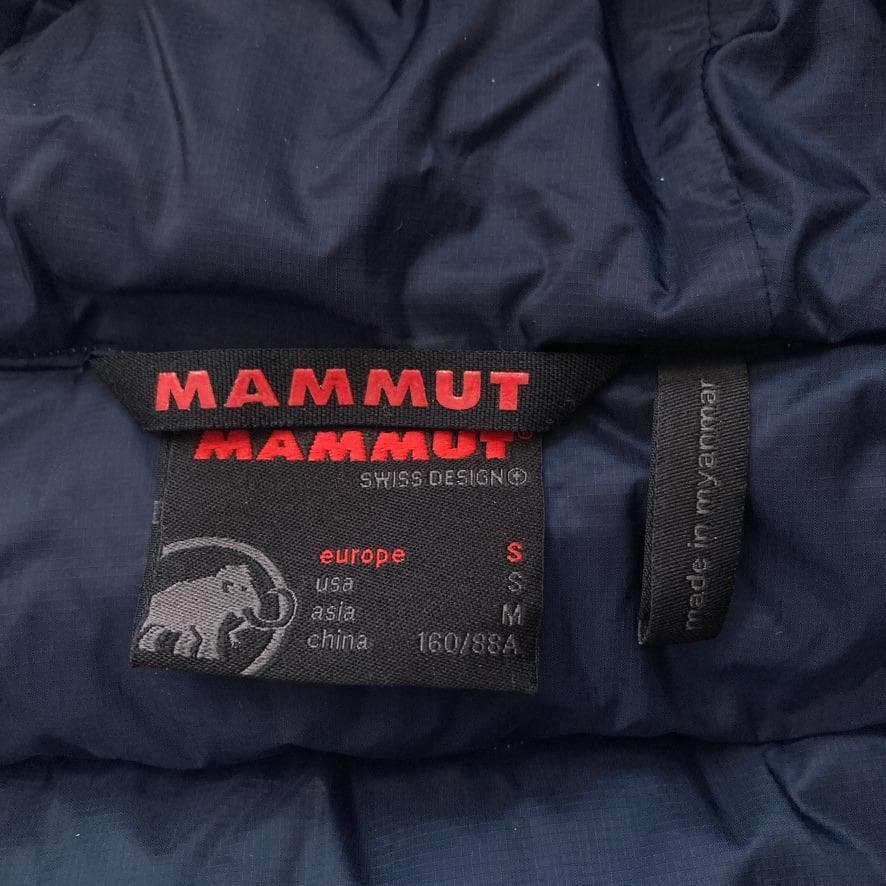 MAMMUT
MAMMUT®
SWISS DESIGN
europe S
usa S
asia M
china 160/88A
made in myanmar